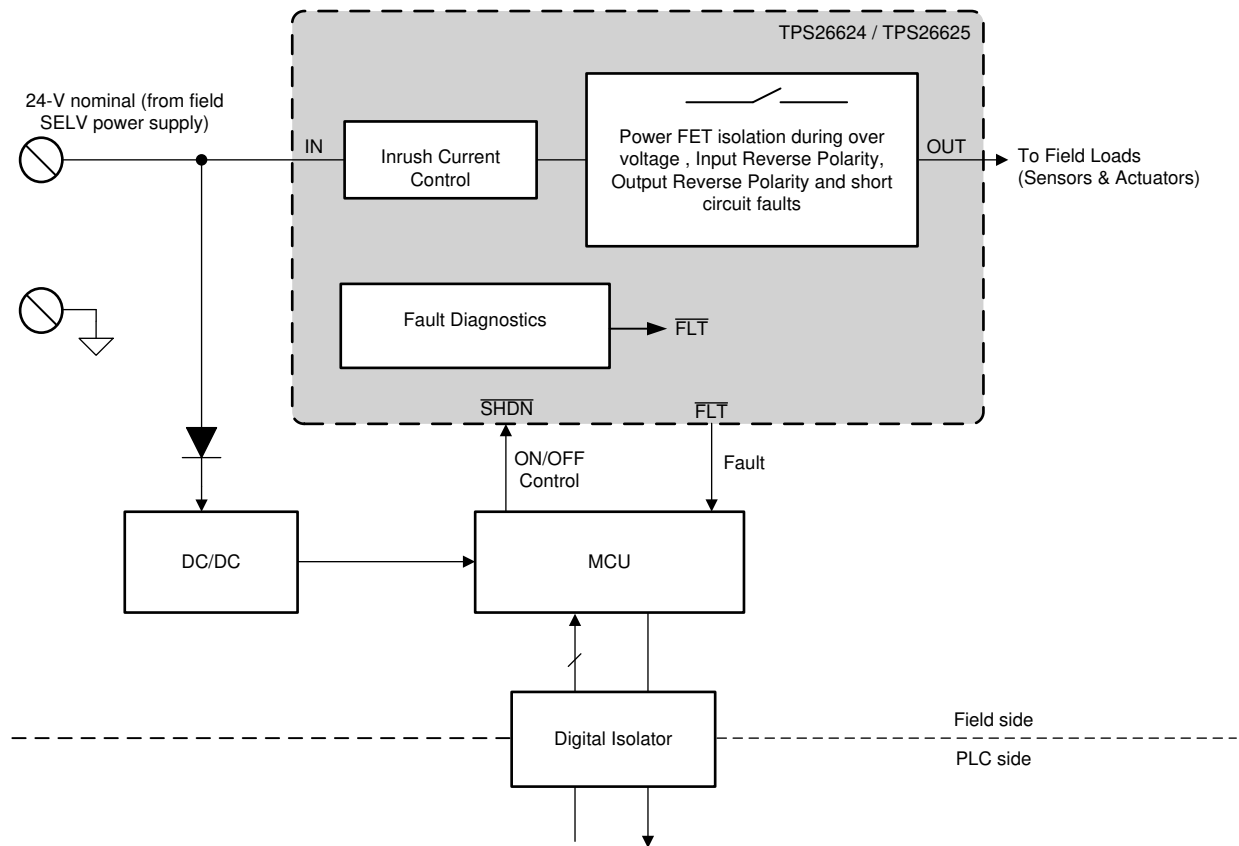 TPS26624 / TPS26625
24-V nominal (from field
SELV power supply)
IN
Inrush Current
Control
Power FET isolation during over
voltage , Input Reverse Polarity,
Output Reverse Polarity and short
circuit faults
OUT
To Field Loads
(Sensors & Actuators)
Fault Diagnostics
FLT
SHDN
FLT
ON/OFF
Control
Fault
DC/DC
MCU
Digital Isolator
Field side
PLC side